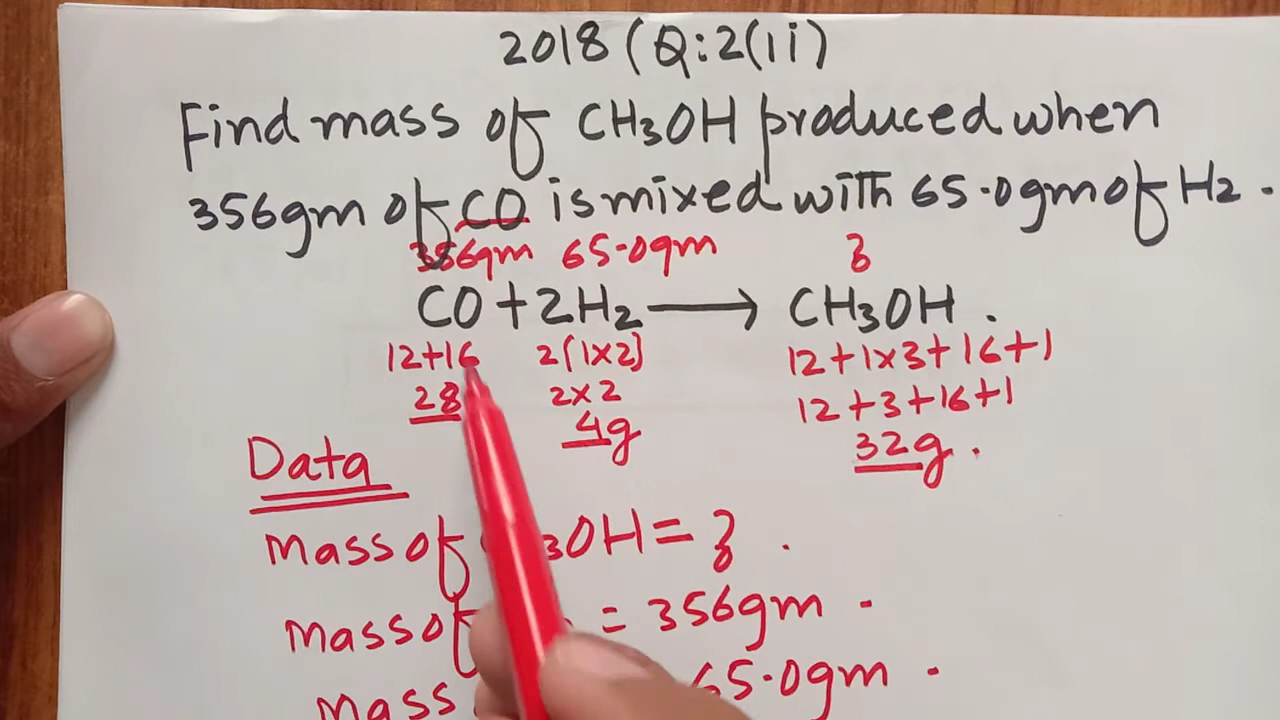 2018 (Q:2(ii)
Find mass of CH3OH produced when
356gm of CO is mixed with 65.0gm of H2.
356gm 65.0gm ?
CO + 2H2 ⟶ CH3OH.
12+16 2(1×2) 12+1×3+16+1
28 2×2 12+3+16+1
4g 32g.
Data
Mass of 3OH = ? .
Mass of = 356gm.
Mass 65.0gm.